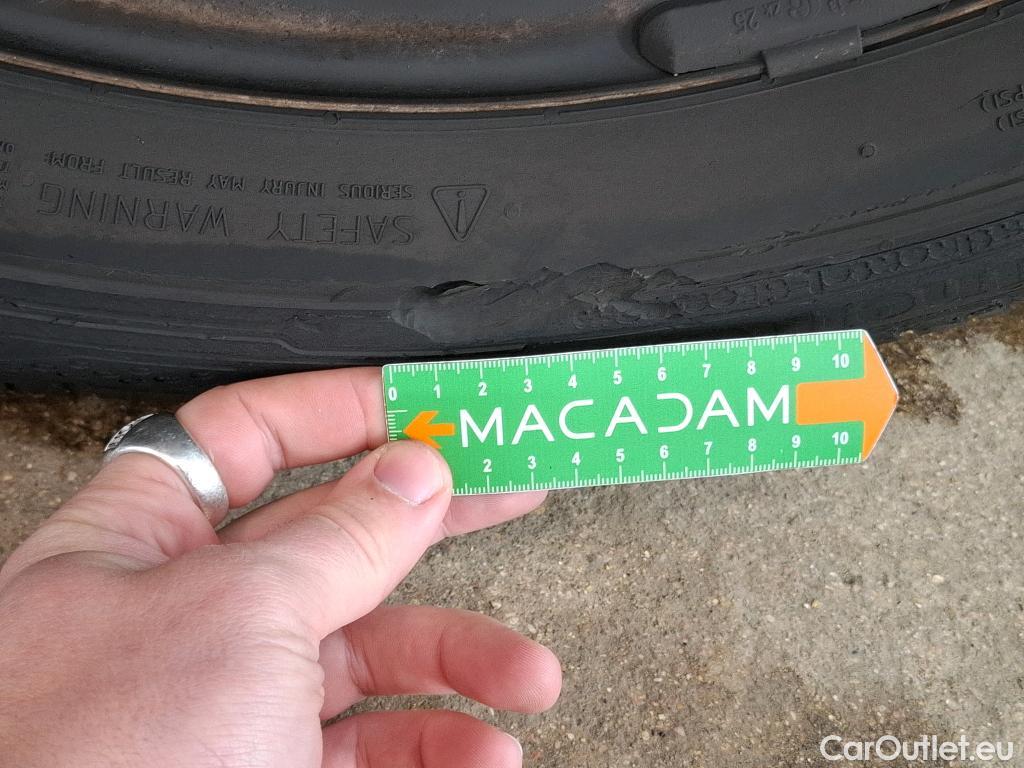 SERIOUS INJURY MAY RESULT FROM:
SAFETY WARNING
0 1 2 3 4 5 6 7 8 9 10
MACADAM
2 3 4 5 6 7 8 9 10
CarOutlet.eu